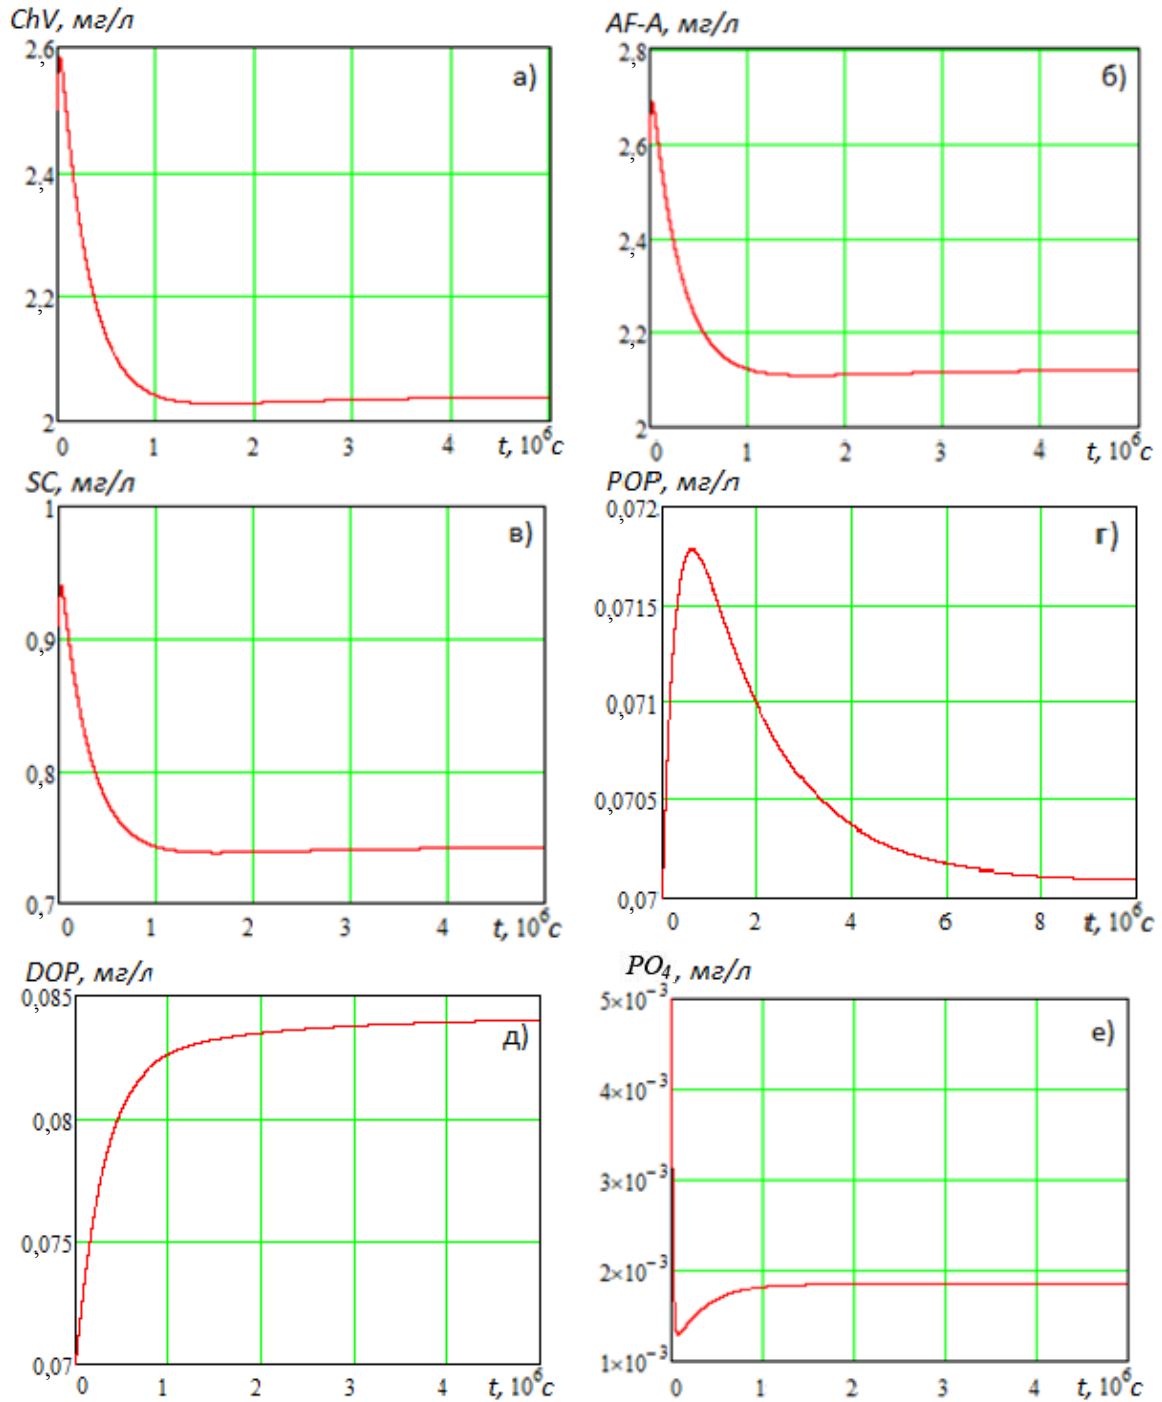 ChV, мг/л
2,6
2,4
2,2
2
а)
0 1 2 3 4 t, 10⁶c
AF-A, мг/л
2,8
2,6
2,4
2,2
2
б)
0 1 2 3 4 t, 10⁶c
SC, мг/л
1
0,9
0,8
0,7
в)
0 1 2 3 4 t, 10⁶c
POP, мг/л
0,072
0,0715
0,071
0,0705
0,07
г)
0 2 4 6 8 t, 10⁶c
DOP, мг/л
0,085
0,08
0,075
0,07
д)
0 1 2 3 4 t, 10⁶c
PO₄, мг/л
5×10⁻³
4×10⁻³
3×10⁻³
2×10⁻³
1×10⁻³
е)
0 1 2 3 4 t, 10⁶c